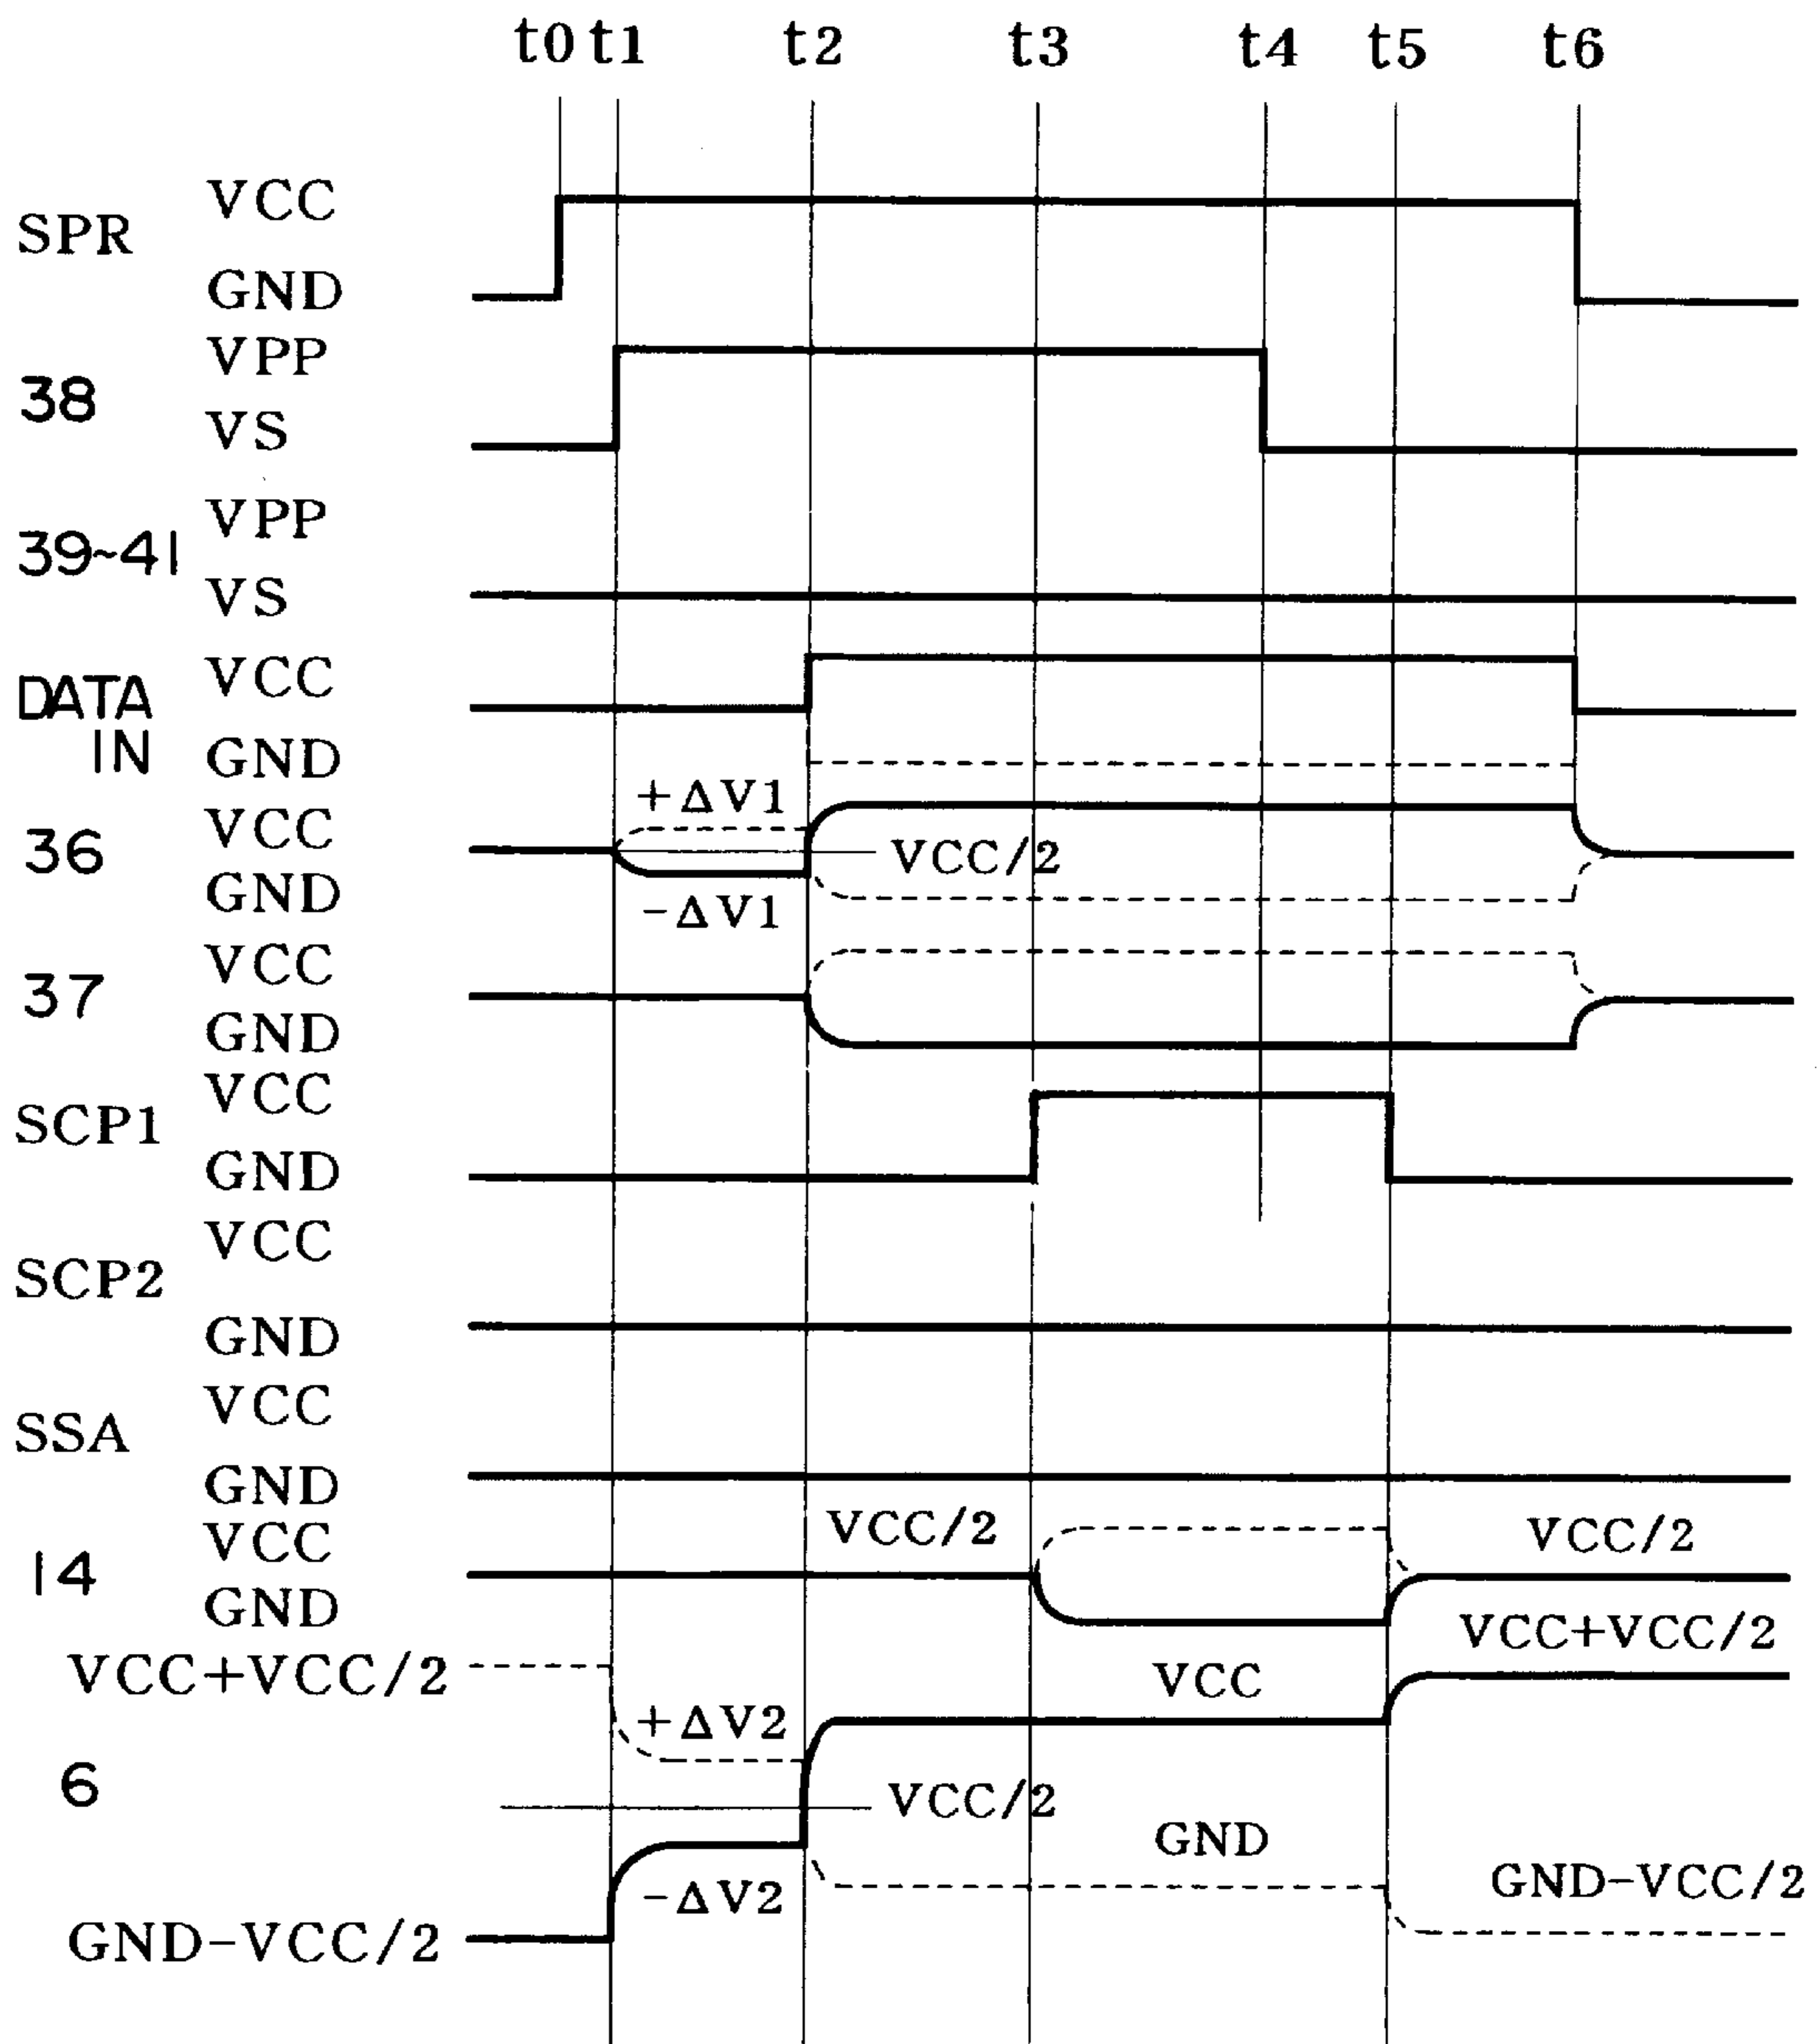 t0 t1 t2 t3 t4 t5 t6
VCC
SPR
GND
VPP
38
VS
VPP
39~41
VS
VCC
DATA
IN
GND
+ΔV1
VCC
36
VCC/2
GND
-ΔV1
VCC
37
GND
VCC
SCP1
GND
VCC
SCP2
GND
VCC
SSA
GND
VCC/2
VCC/2
VCC
14
GND
VCC+VCC/2
VCC+VCC/2
VCC
+ΔV2
6
VCC/2
GND
-ΔV2
GND-VCC/2
GND-VCC/2